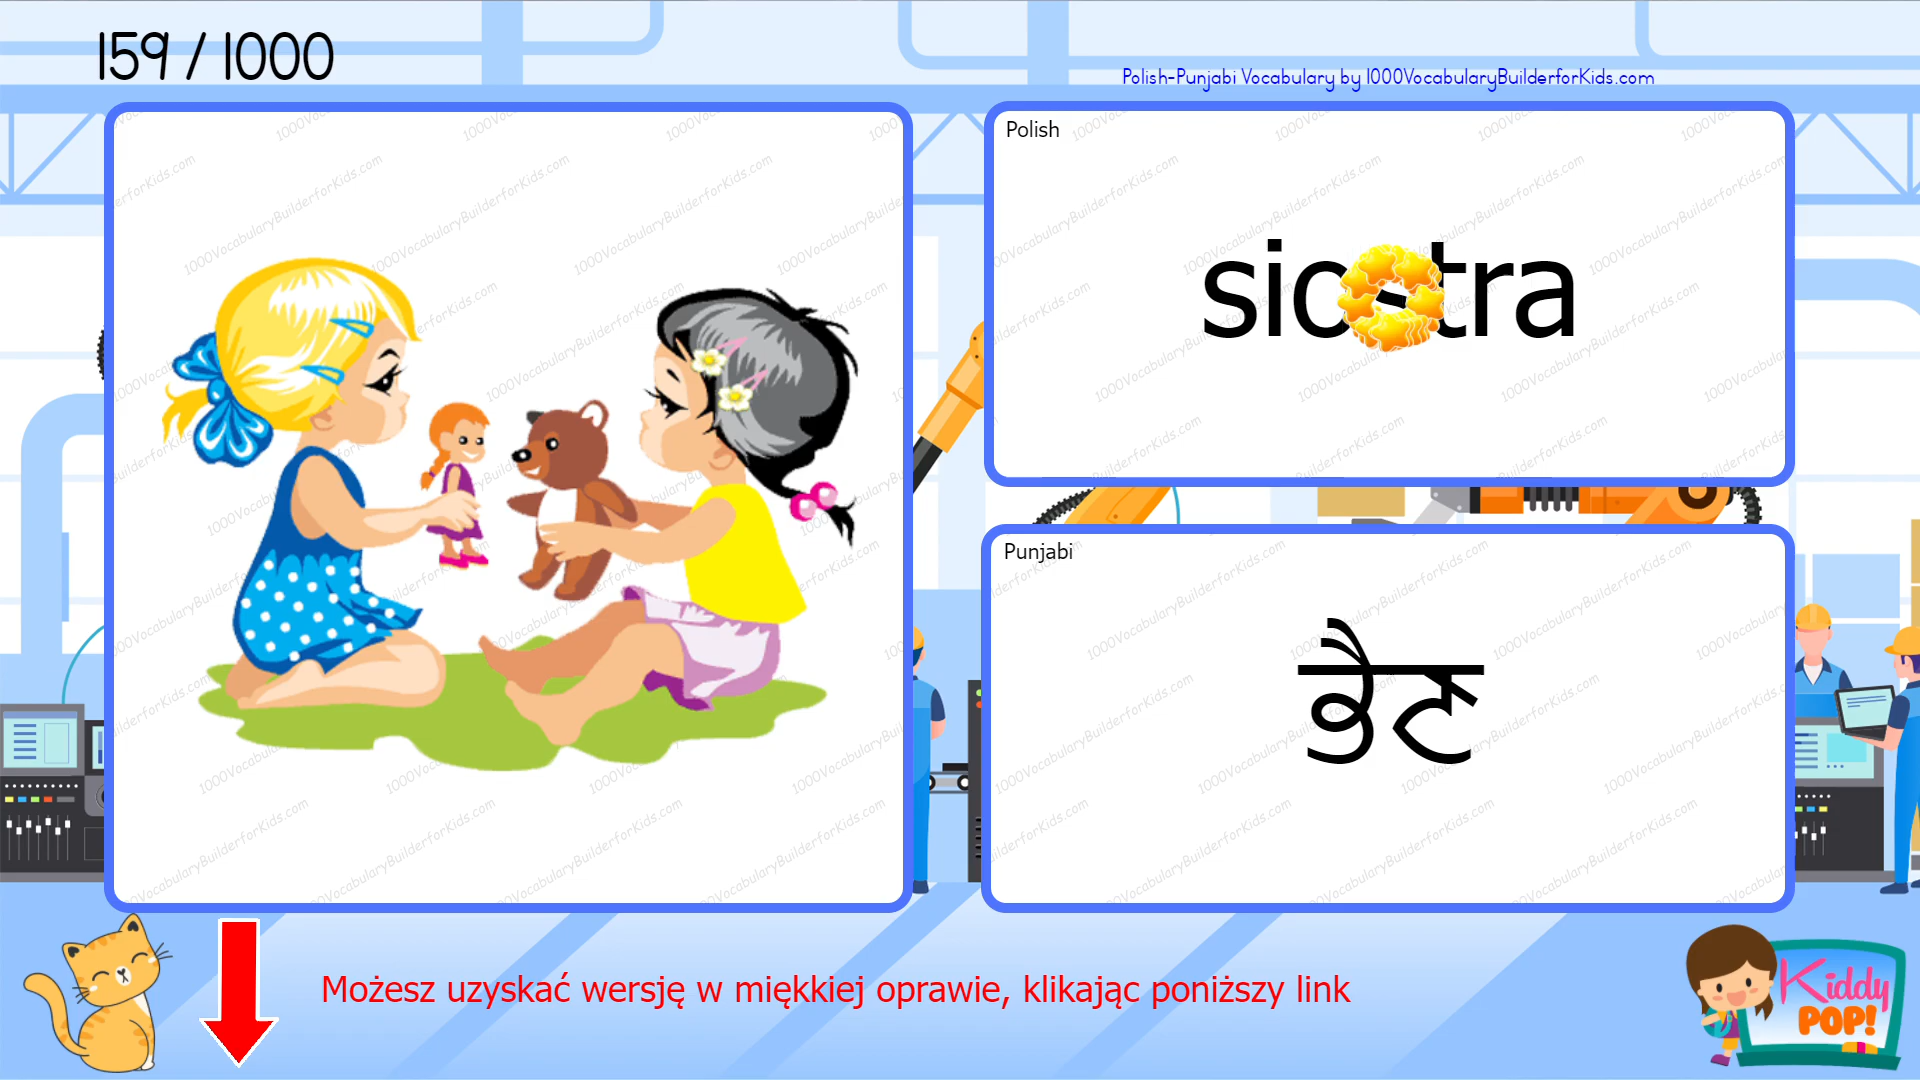 159 / 1000
Polish-Punjabi Vocabulary by 1000VocabularyBuilderforKids.com
Polish
Punjabi
ਭੈਣ
Możesz uzyskać wersję w miękkiej oprawie, klikając poniższy link
Kiddy
POP!